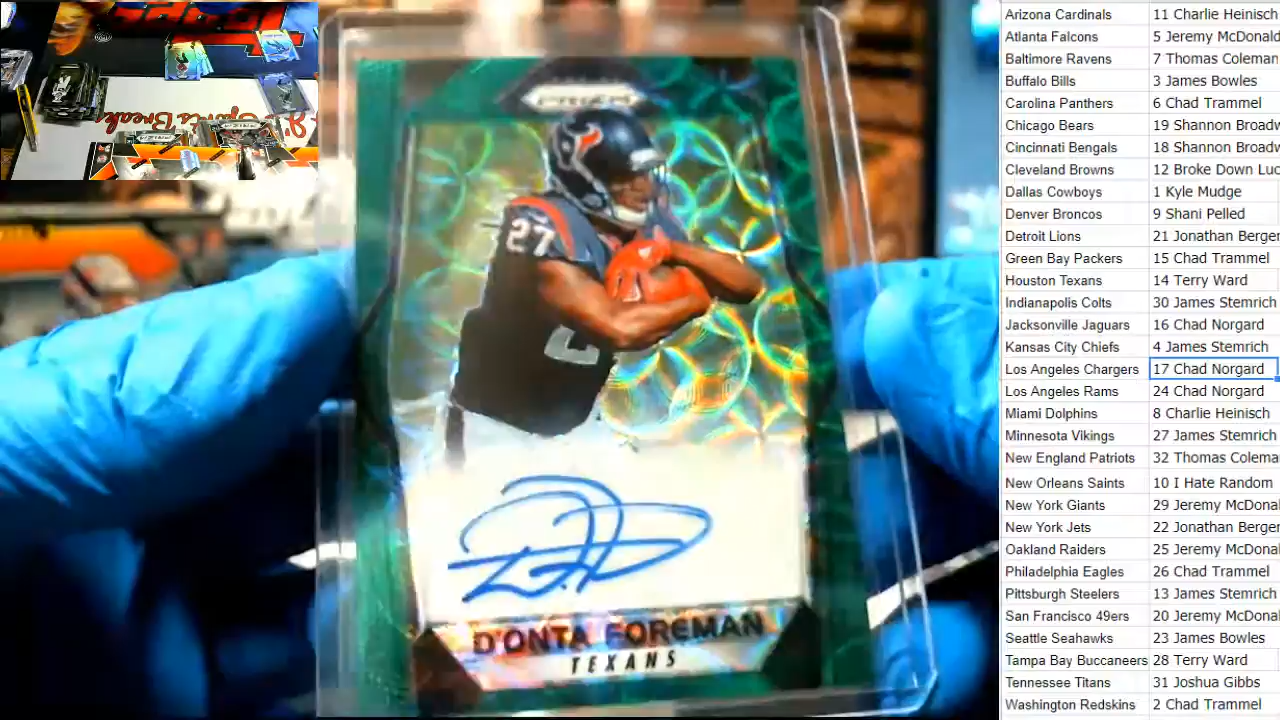 PRIZM
27
D'ONTA FOREMAN
TEXANS
Arizona Cardinals 11 Charlie Heinisch
Atlanta Falcons 5 Jeremy McDonal
Baltimore Ravens 7 Thomas Coleman
Buffalo Bills 3 James Bowles
Carolina Panthers 6 Chad Trammel
Chicago Bears 19 Shannon Broadw
Cincinnati Bengals 18 Shannon Broadw
Cleveland Browns 12 Broke Down Luc
Dallas Cowboys 1 Kyle Mudge
Denver Broncos 9 Shani Pelled
Detroit Lions 21 Jonathan Berger
Green Bay Packers 15 Chad Trammel
Houston Texans 14 Terry Ward
Indianapolis Colts 30 James Stemrich
Jacksonville Jaguars 16 Chad Norgard
Kansas City Chiefs 4 James Stemrich
Los Angeles Chargers 17 Chad Norgard
Los Angeles Rams 24 Chad Norgard
Miami Dolphins 8 Charlie Heinisch
Minnesota Vikings 27 James Stemrich
New England Patriots 32 Thomas Colema
New Orleans Saints 10 I Hate Random
New York Giants 29 Jeremy McDonal
New York Jets 22 Jonathan Berger
Oakland Raiders 25 Jeremy McDonal
Philadelphia Eagles 26 Chad Trammel
Pittsburgh Steelers 13 James Stemrich
San Francisco 49ers 20 Jeremy McDonal
Seattle Seahawks 23 James Bowles
Tampa Bay Buccaneers 28 Terry Ward
Tennessee Titans 31 Joshua Gibbs
Washington Redskins 2 Chad Trammel